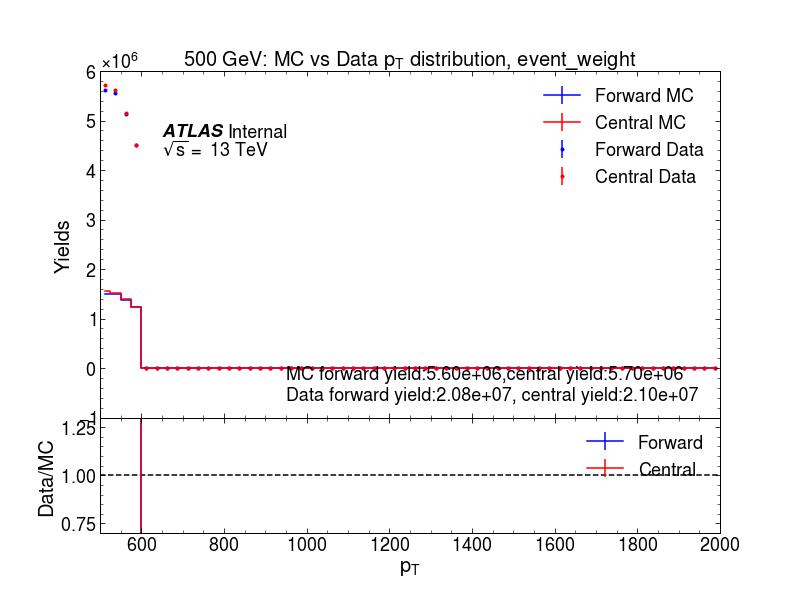 ×10⁶
500 GeV: MC vs Data p_T distribution, event_weight
6
5
4
3
2
1
0
−1
Yields
ATLAS Internal
√s = 13 TeV
Forward MC
Central MC
Forward Data
Central Data
MC forward yield:5.60e+06,central yield:5.70e+06
Data forward yield:2.08e+07, central yield:2.10e+07
1.25
1.00
0.75
Data/MC
Forward
Central
600 800 1000 1200 1400 1600 1800 2000
p_T